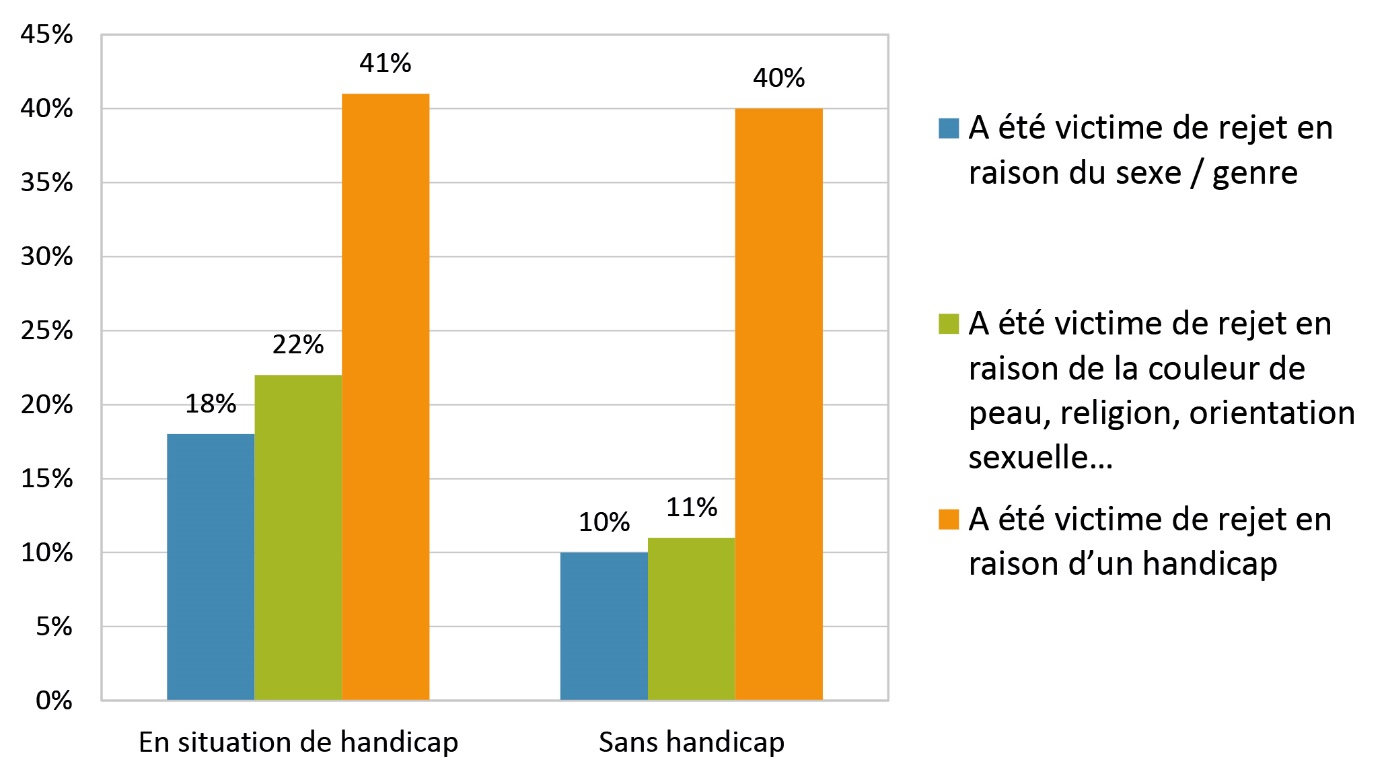 45%
40%
35%
30%
25%
20%
15%
10%
5%
0%
18%
22%
41%
10%
11%
40%
En situation de handicap
Sans handicap
A été victime de rejet en
raison du sexe / genre
A été victime de rejet en
raison de la couleur de
peau, religion, orientation
sexuelle...
A été victime de rejet en
raison d’un handicap